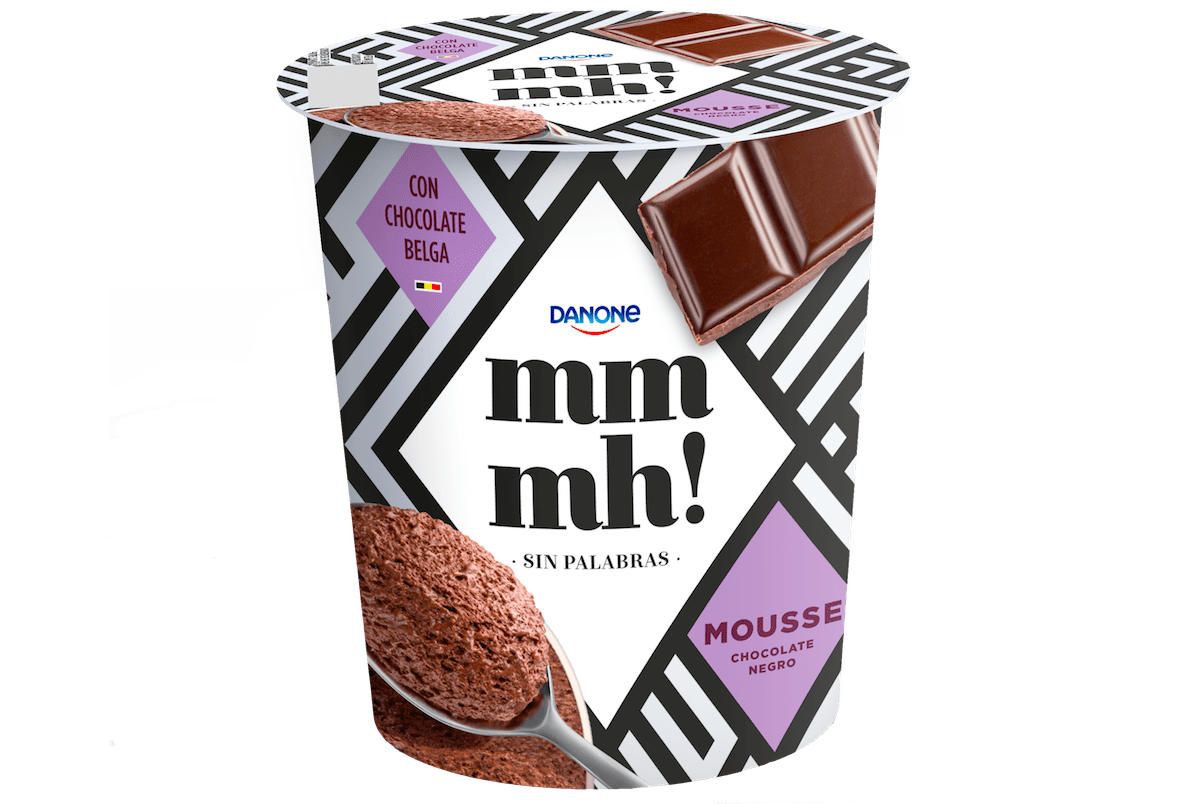 CON
CHOCOLATE
BELGA
DANONE
mm
mh!
· SIN PALABRAS ·
MOUSSE
CHOCOLATE
NEGRO
CON
CHOCOLATE
BELGA
DANONE
mm
mh!
· SIN PALABRAS ·
MOUSSE
CHOCOLATE
NEGRO